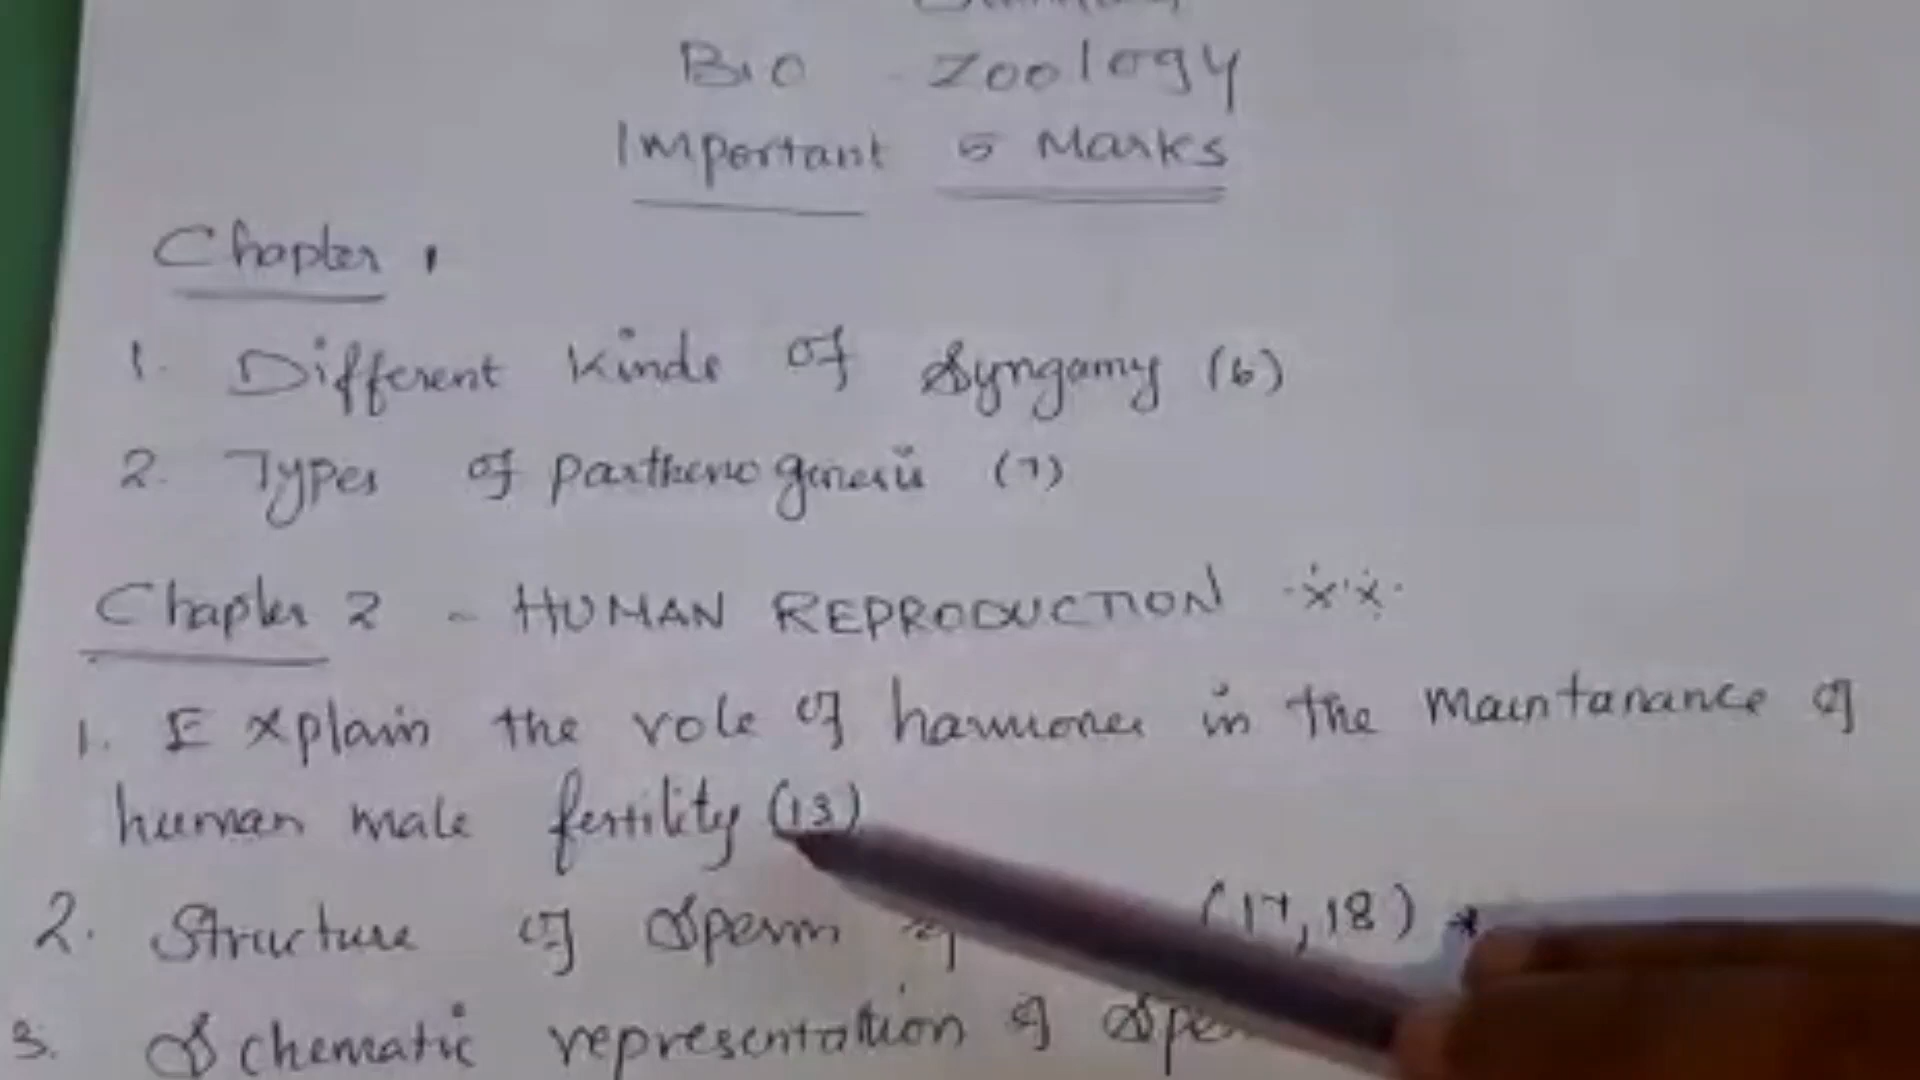 Bio - Zoology
Important 5 Marks
Chapter 1
1. Different kinds of Syngamy (6)
2. Types of parthenogenesis (7)
Chapter 2 - HUMAN REPRODUCTION
1. Explain the role of harmones in the maintanance of
human male fertility (13)
2. Structure of Sperm (17,18) *
3. Schematic representation of